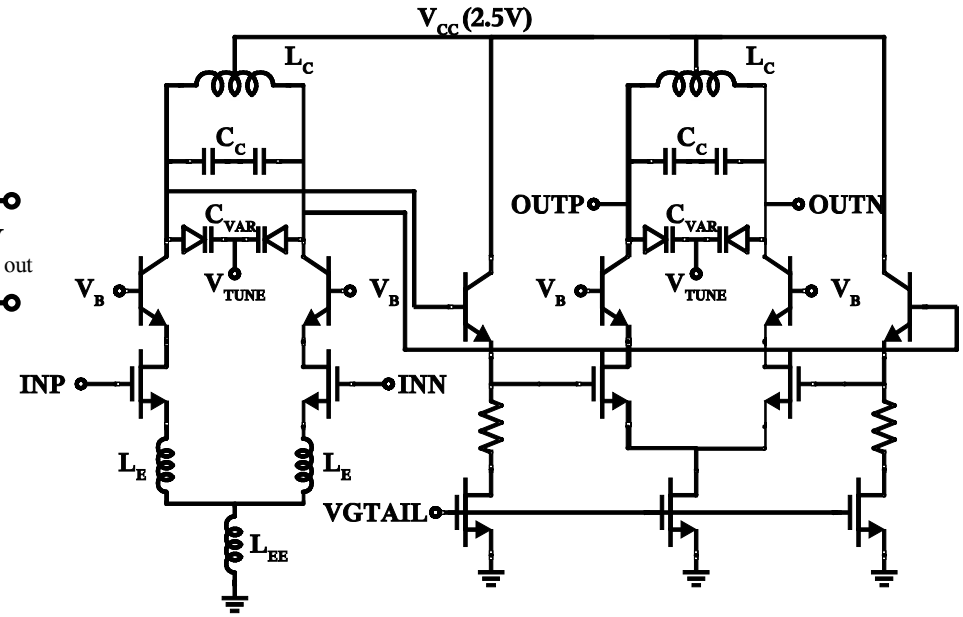 V_CC (2.5V)
L_C
L_C
C_C
C_C
OUTP
OUTN
C_VAR
C_VAR
out
V_B
V_TUNE
V_B
V_B
V_TUNE
V_B
INP
INN
L_E
L_E
VGTAIL
L_EE